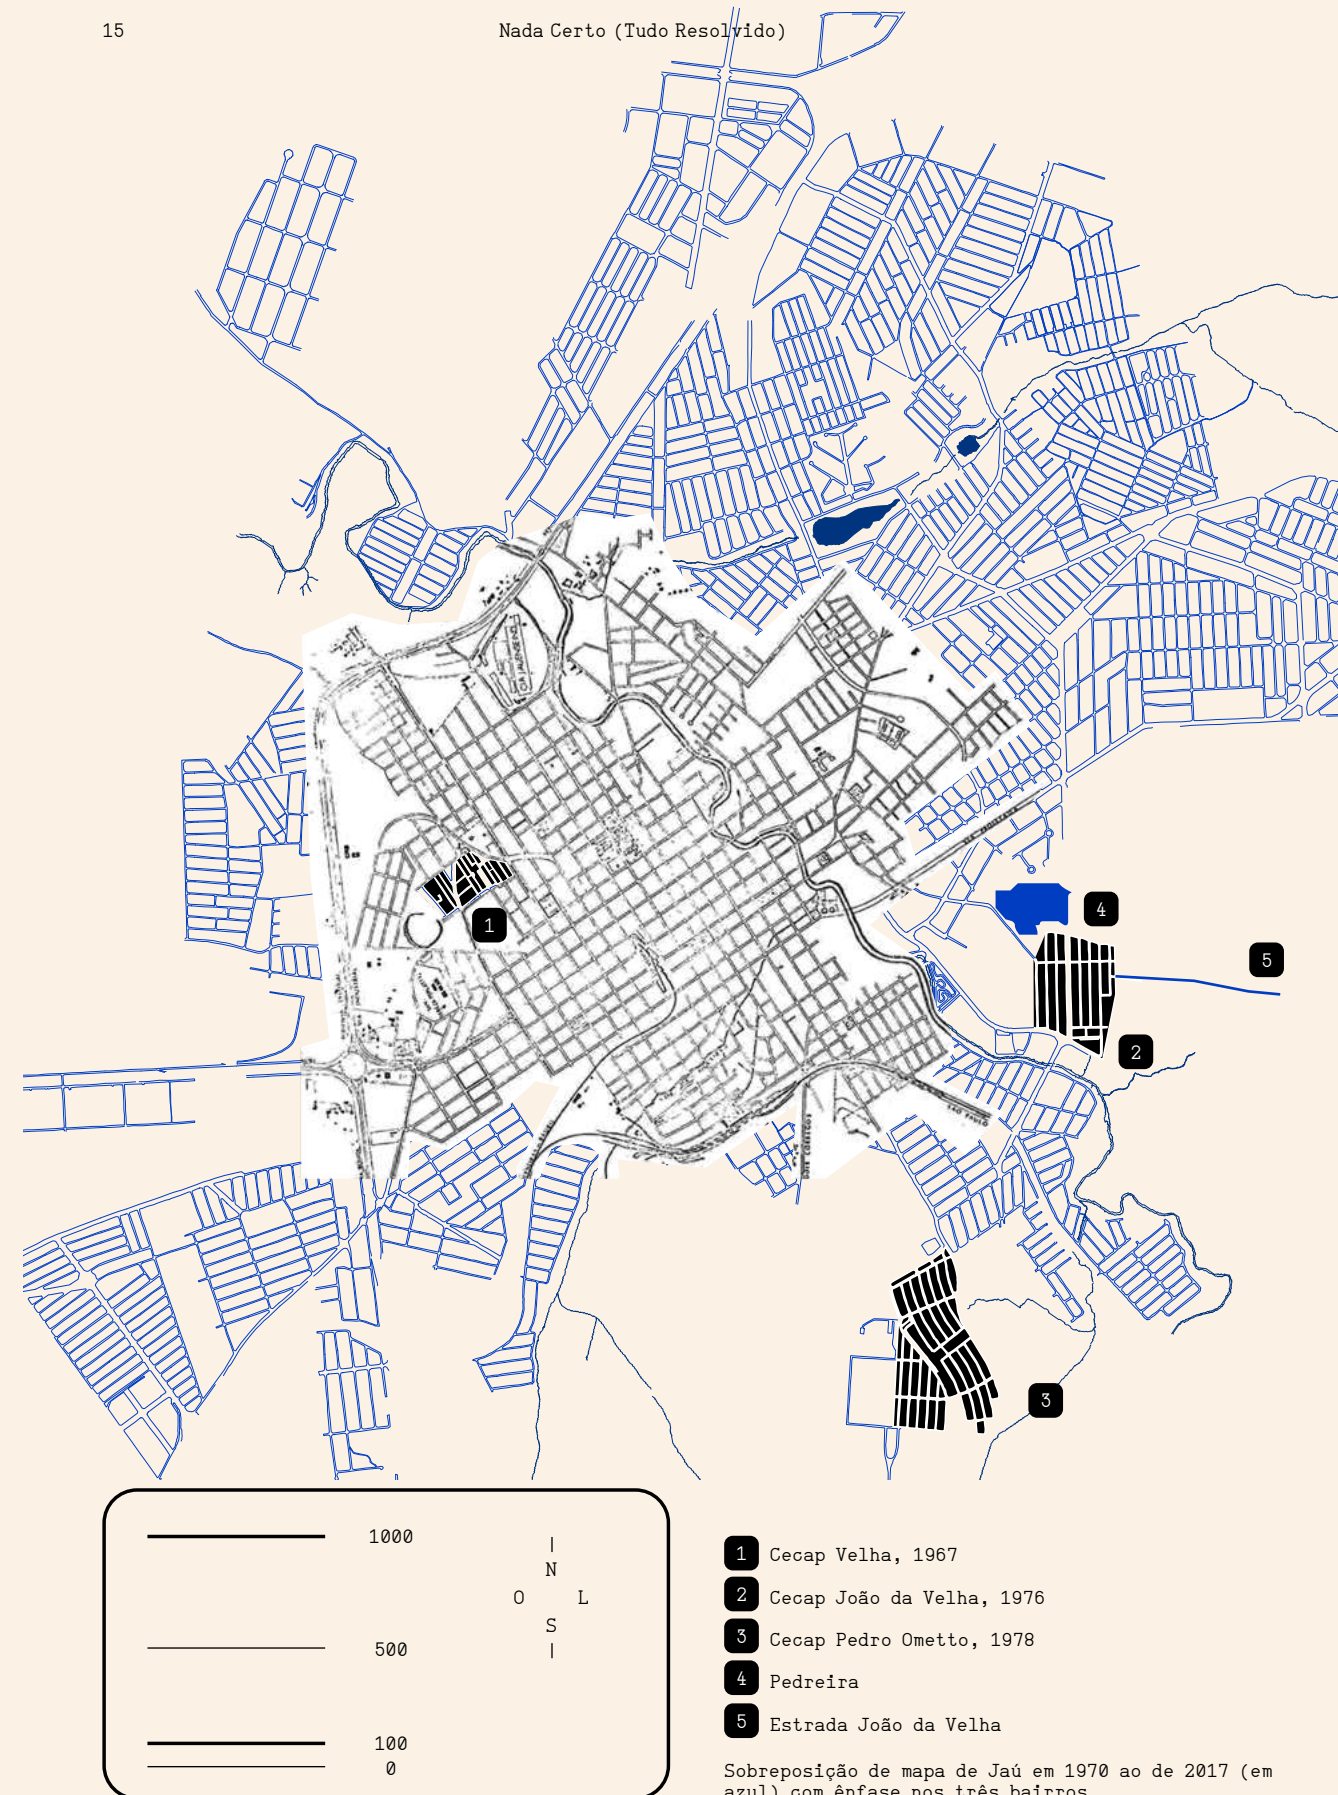 15
Nada Certo (Tudo Resolvido)
1
4
5
2
SÃO PAULO
3
1000
N
O L
S
500
100
0
1 Cecap Velha, 1967
2 Cecap João da Velha, 1976
3 Cecap Pedro Ometto, 1978
4 Pedreira
5 Estrada João da Velha
Sobreposição de mapa de Jaú em 1970 ao de 2017 (em
azul) com ênfase nos três bairros